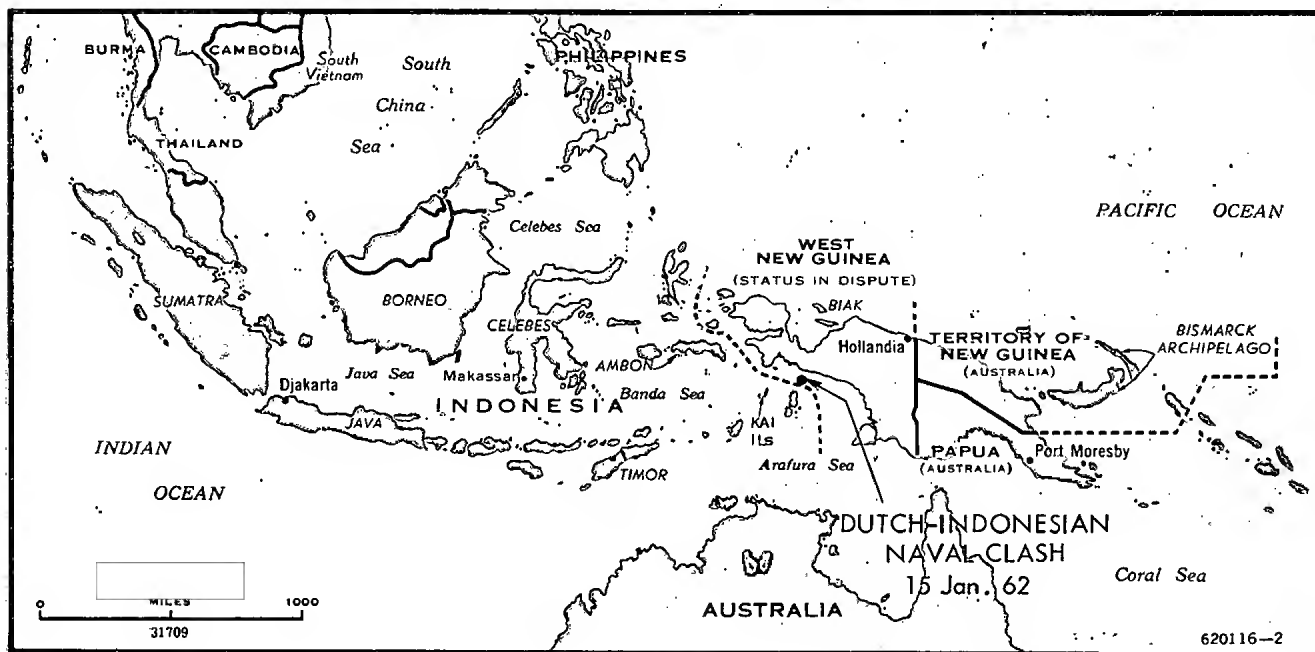 BURMA
CAMBODIA
South
Vietnam
South
China
Sea
PHILIPPINES
THAILAND
PACIFIC OCEAN
Celebes Sea
WEST
NEW GUINEA
(STATUS IN DISPUTE)
SUMATRA
BORNEO
CELEBES
BIAK
Hollandia
TERRITORY OF
NEW GUINEA
(AUSTRALIA)
BISMARCK
ARCHIPELAGO
AMBON
Djakarta
Java Sea
Makassar
Banda Sea
INDONESIA
JAVA
KAI
Ils
INDIAN
OCEAN
TIMOR
Arafura Sea
PAPUA
(AUSTRALIA)
Port Moresby
DUTCH-INDONESIAN
NAVAL CLASH
15 Jan. 62
Coral Sea
AUSTRALIA
0 MILES 1000
31709
620116-2